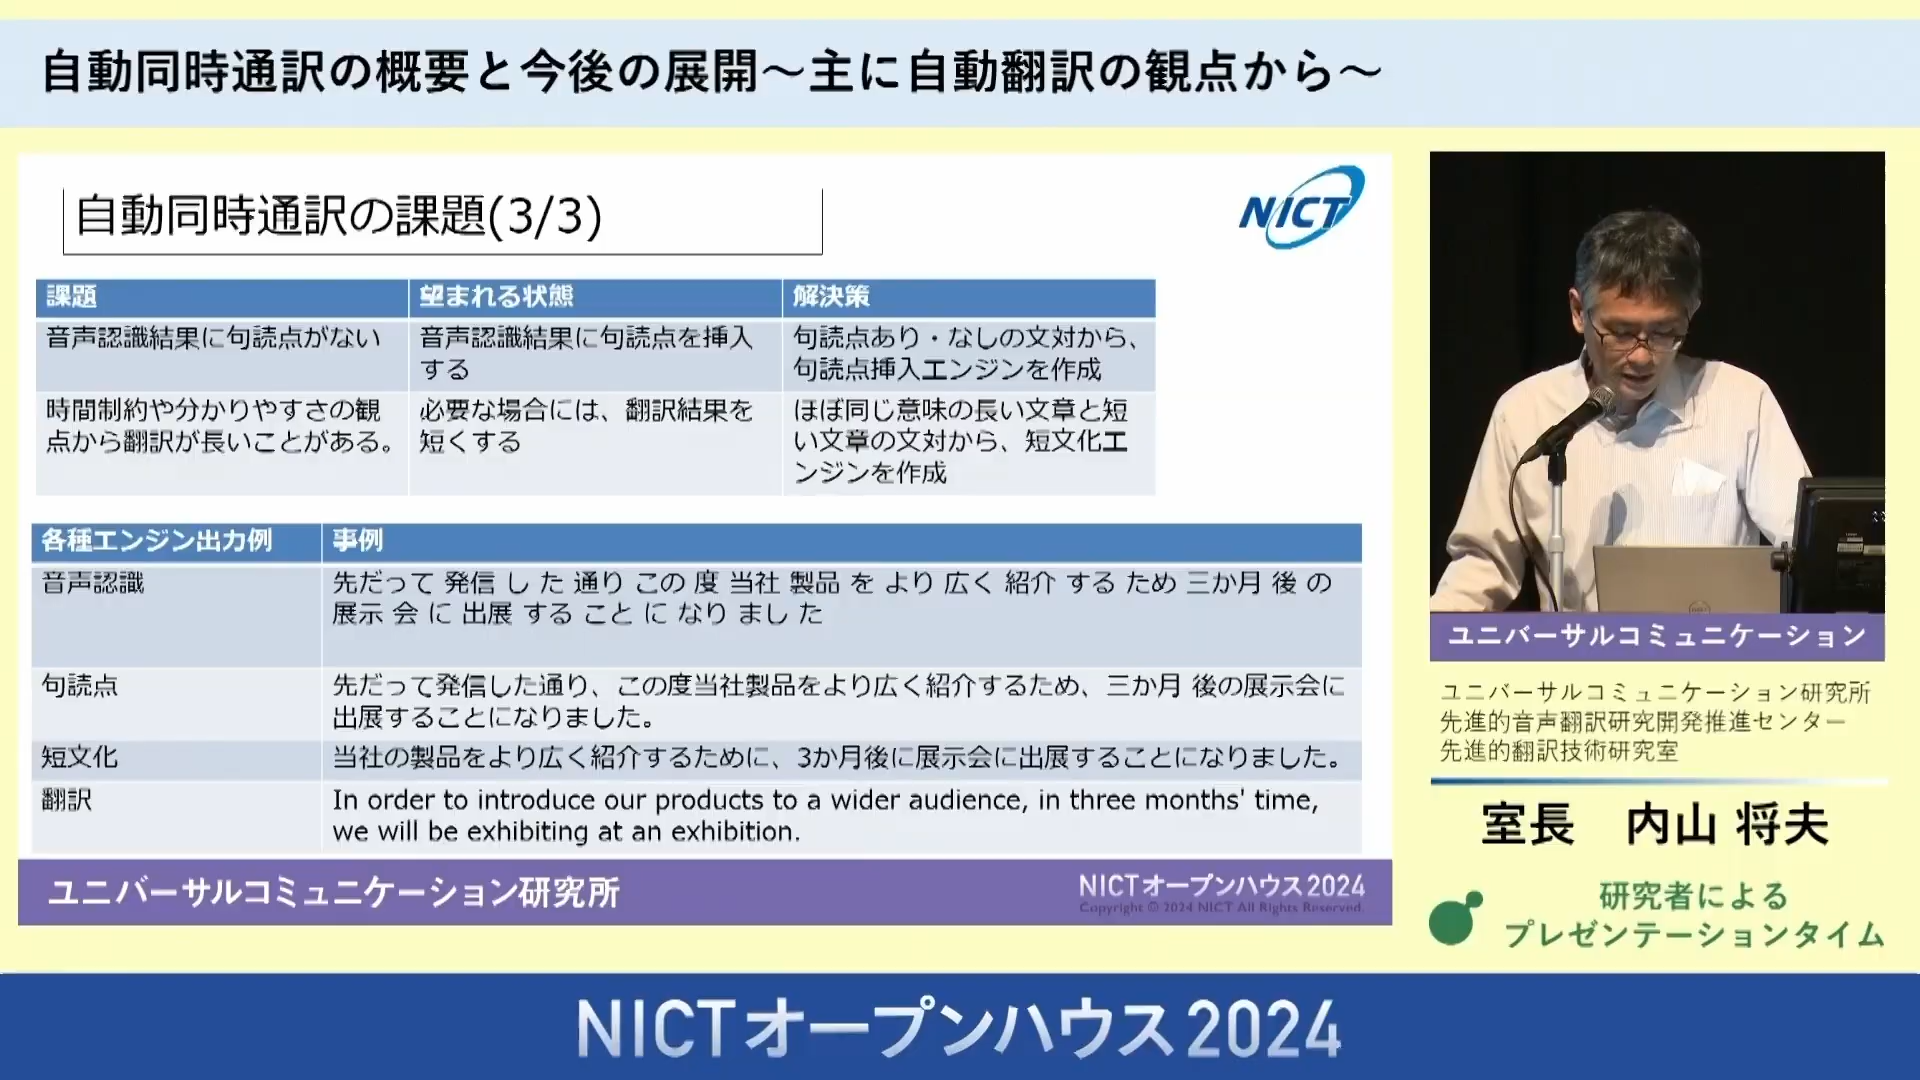 自動同時通訳の概要と今後の展開～主に自動翻訳の観点から～
自動同時通訳の課題(3/3)
NICT
課題 望まれる状態 解決策
音声認識結果に句読点がない
音声認識結果に句読点を挿入
する
句読点あり・なしの文対から、
句読点挿入エンジンを作成
時間制約や分かりやすさの観
点から翻訳が長いことがある。
必要な場合には、翻訳結果を
短くする
ほぼ同じ意味の長い文章と短
い文章の文対から、短文化エ
ンジンを作成
各種エンジン出力例 事例
音声認識
先だって 発信 し た 通り この 度 当社 製品 を より 広く 紹介 する ため 三か月 後 の
展示 会 に 出展 する こと に なり まし た
句読点
先だって発信した通り、この度当社製品をより広く紹介するため、三か月 後の展示会に
出展することになりました。
短文化
当社の製品をより広く紹介するために、3か月後に展示会に出展することになりました。
翻訳
In order to introduce our products to a wider audience, in three months' time,
we will be exhibiting at an exhibition.
ユニバーサルコミュニケーション研究所
NICTオープンハウス2024
Copyright © 2024 NICT All Rights Reserved.
ユニバーサルコミュニケーション
ユニバーサルコミュニケーション研究所
先進的音声翻訳研究開発推進センター
先進的翻訳技術研究室
室長 内山 将夫
研究者による
プレゼンテーションタイム
NICTオープンハウス2024